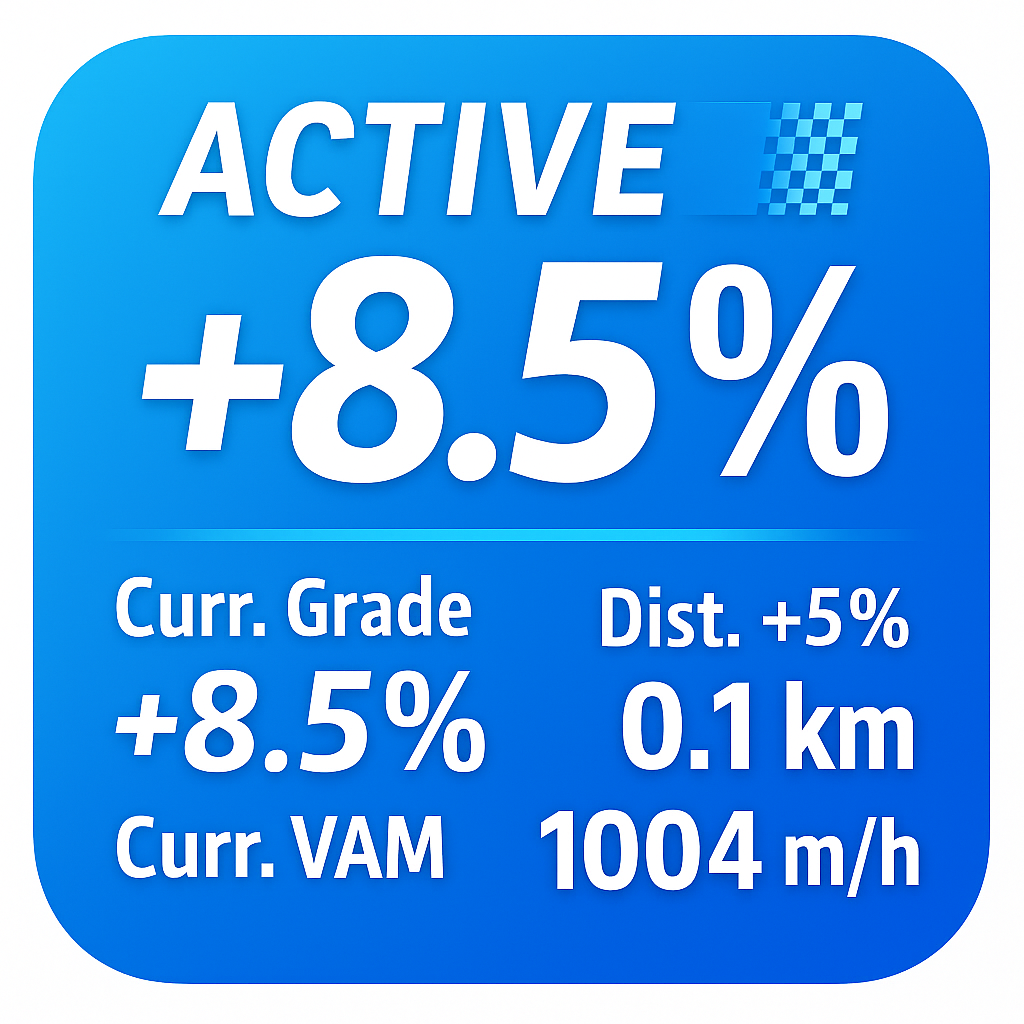 ACTIVE
+8.5%
Curr. Grade
+8.5%
Dist. +5%
0.1 km
Curr. VAM
1004 m/h